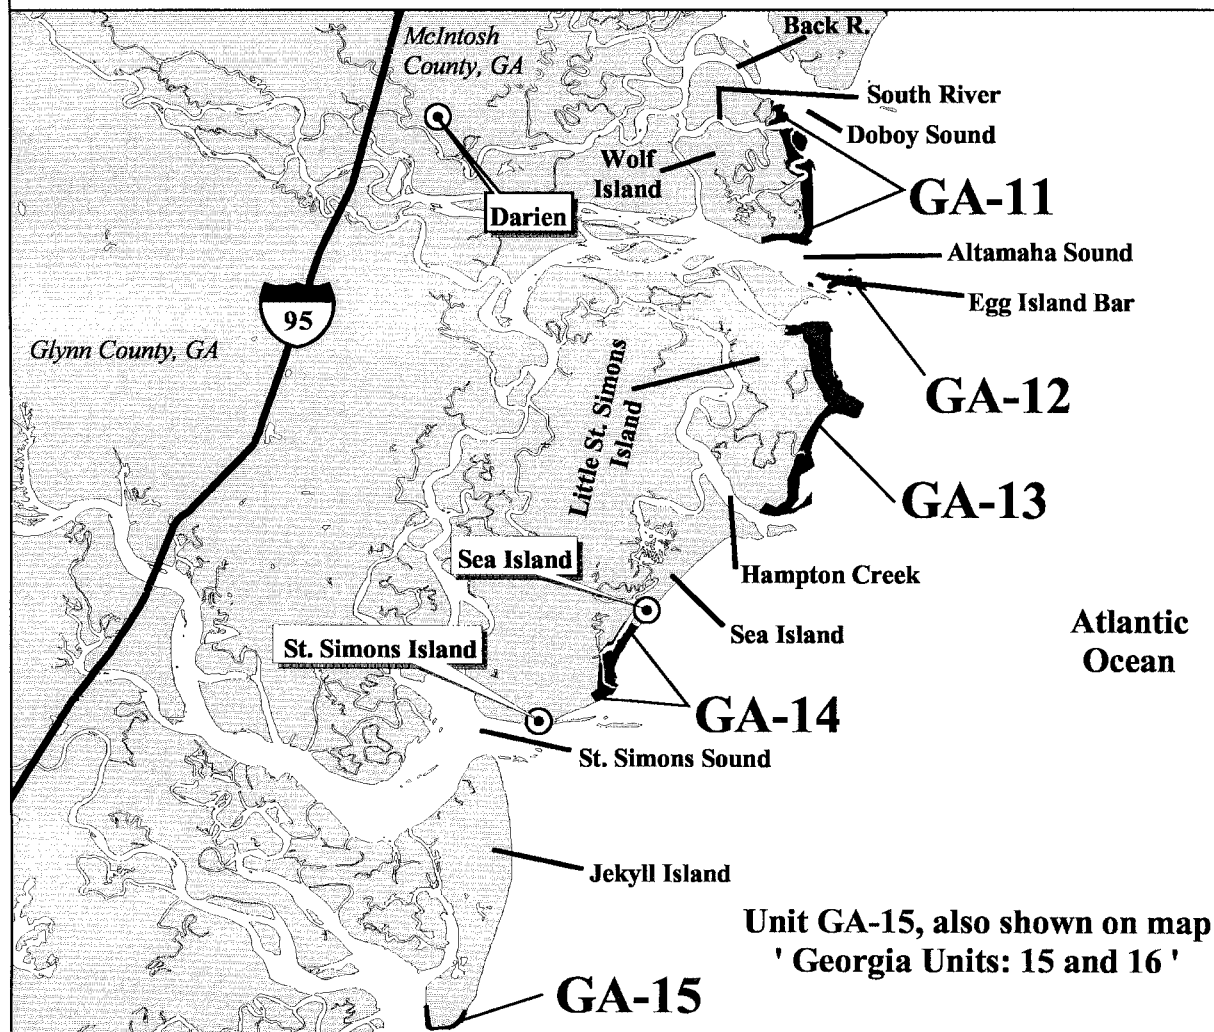 McIntosh
County, GA
Back R.
South River
Doboy Sound
Wolf
Island
GA-11
Darien
Altamaha Sound
Egg Island Bar
95
Glynn County, GA
GA-12
Little St. Simons
Island
GA-13
Sea Island
Hampton Creek
Sea Island
Atlantic
Ocean
St. Simons Island
GA-14
St. Simons Sound
Jekyll Island
Unit GA-15, also shown on map
' Georgia Units: 15 and 16 '
GA-15